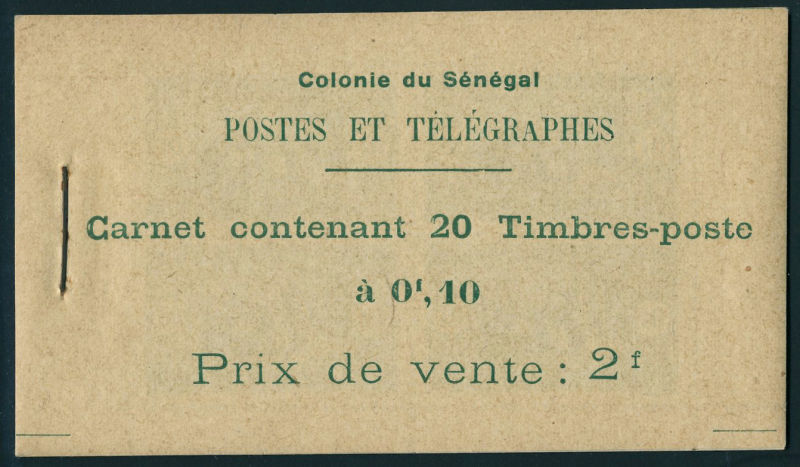 Colonie du Sénégal
POSTES ET TÉLÉGRAPHES
Carnet contenant 20 Timbres-poste
à 0ᶠ,10
Prix de vente : 2ᶠ